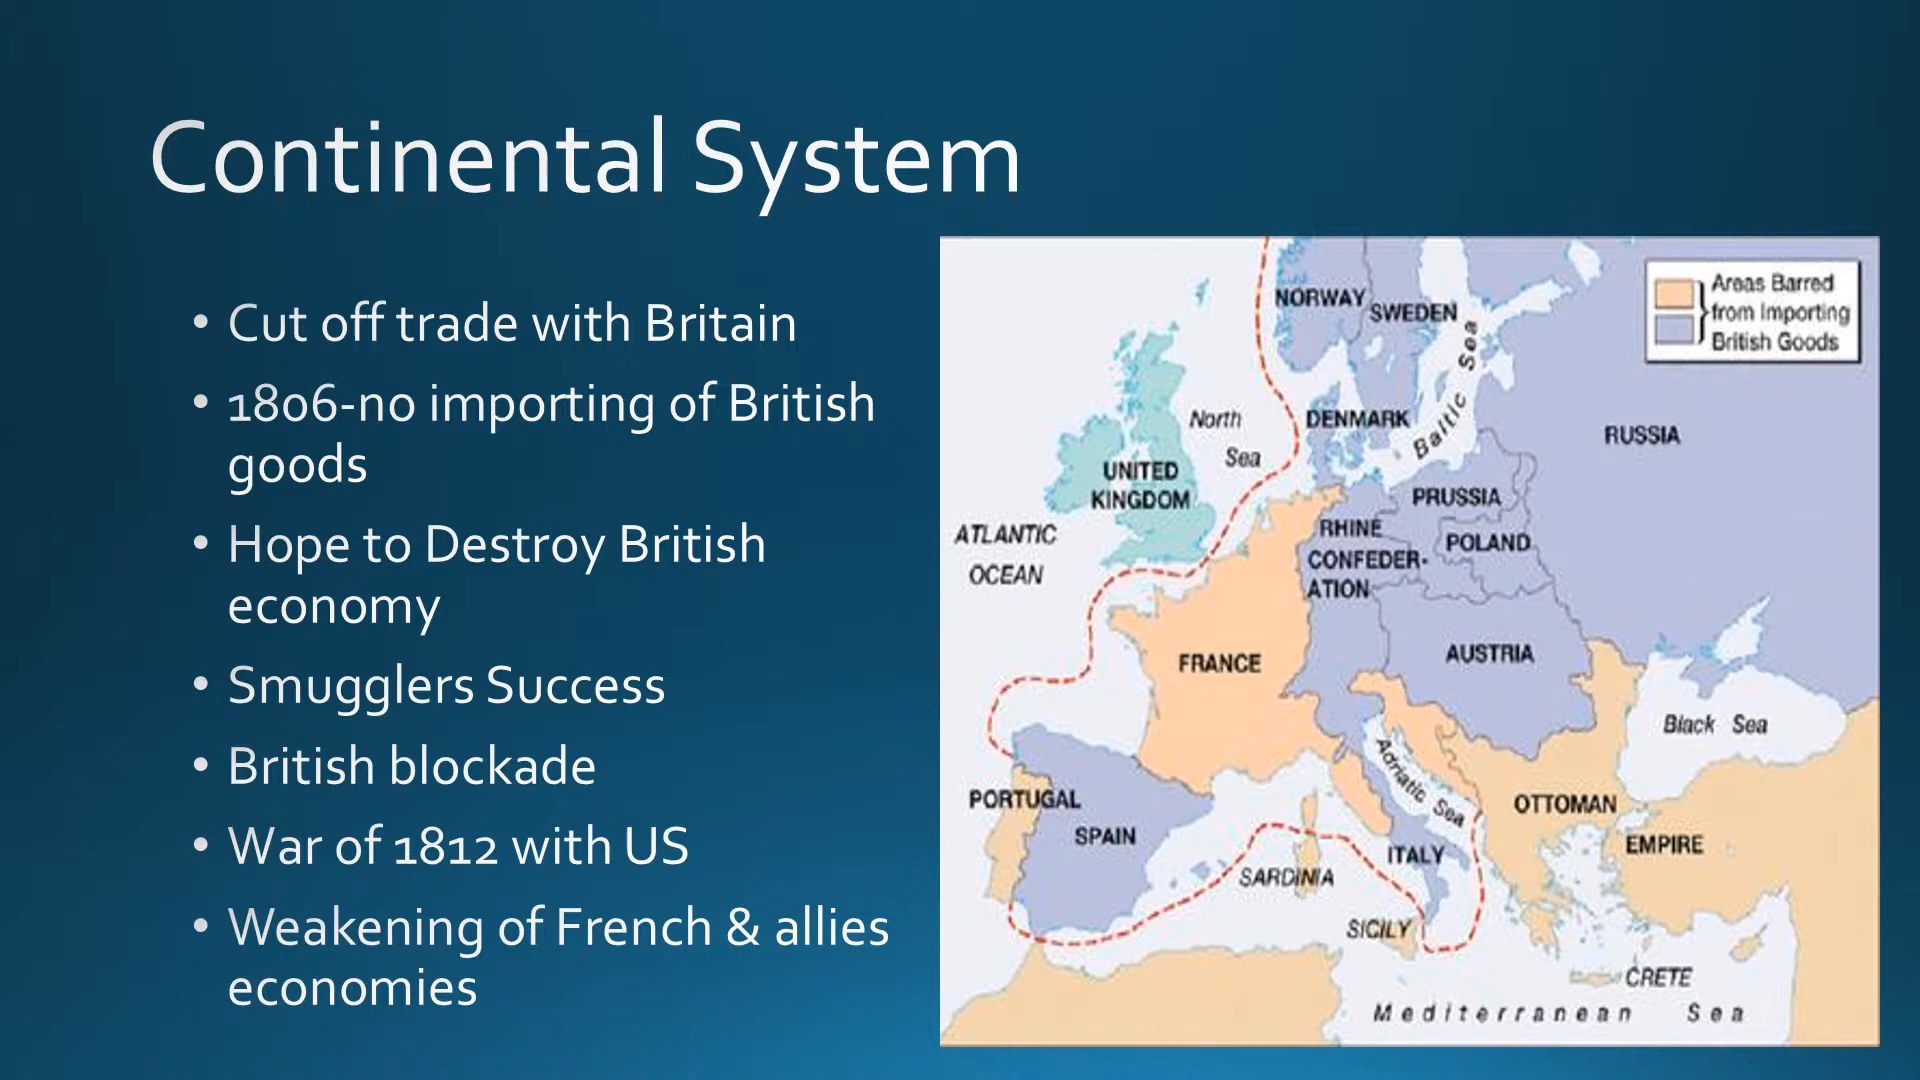 Continental System
• Cut off trade with Britain
• 1806-no importing of British
goods
• Hope to Destroy British
economy
• Smugglers Success
• British blockade
• War of 1812 with US
• Weakening of French & allies
economies
Areas Barred
from Importing
British Goods
NORWAY
SWEDEN
Baltic Sea
North
Sea
DENMARK
RUSSIA
UNITED
KINGDOM
PRUSSIA
ATLANTIC
OCEAN
RHINE
CONFEDER-
ATION
POLAND
FRANCE
AUSTRIA
Black Sea
Adriatic Sea
PORTUGAL
SPAIN
OTTOMAN
EMPIRE
ITALY
SARDINIA
SICILY
CRETE
Mediterranean Sea